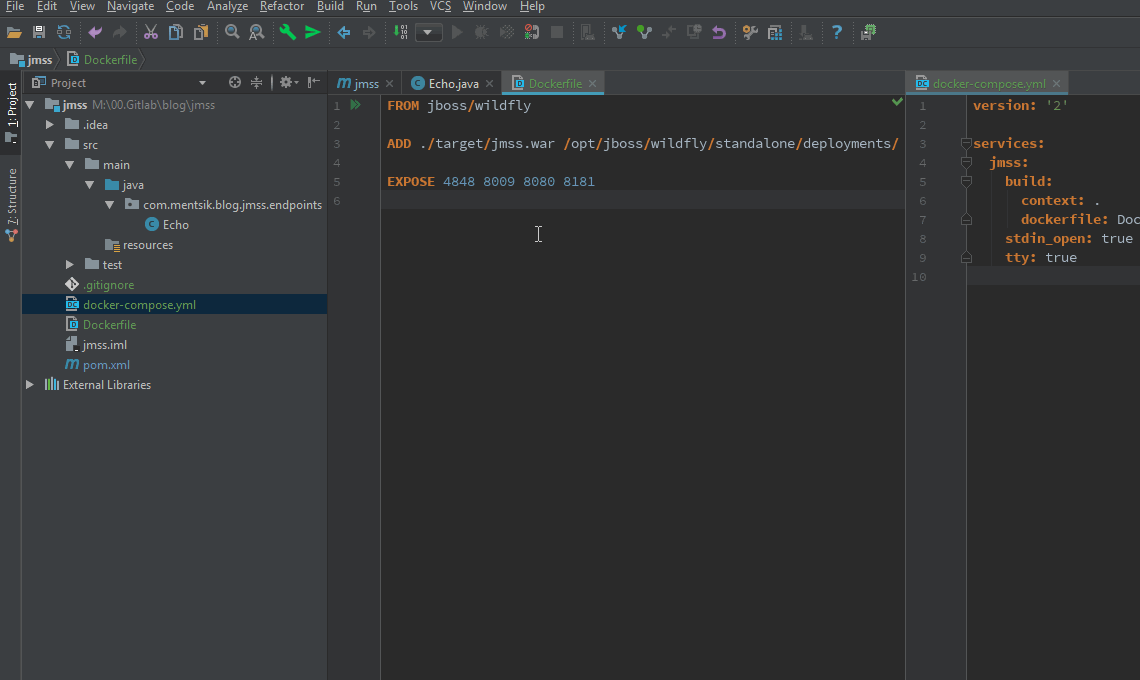 File Edit View Navigate Code Analyze Refactor Build Run Tools VCS Window Help
jmss Dockerfile
1: Project
7: Structure
Project
jmss M:\00.Gitlab\blog\jmss
.idea
src
main
java
com.mentsik.blog.jmss.endpoints
Echo
resources
test
.gitignore
docker-compose.yml
Dockerfile
jmss.iml
pom.xml
External Libraries
jmss Echo.java Dockerfile
1 FROM jboss/wildfly
2
3 ADD ./target/jmss.war /opt/jboss/wildfly/standalone/deployments/
4
5 EXPOSE 4848 8009 8080 8181
6
docker-compose.yml
1 version: '2'
2
3 services:
4 jmss:
5 build:
6 context: .
7 dockerfile: Doc
8 stdin_open: true
9 tty: true
10